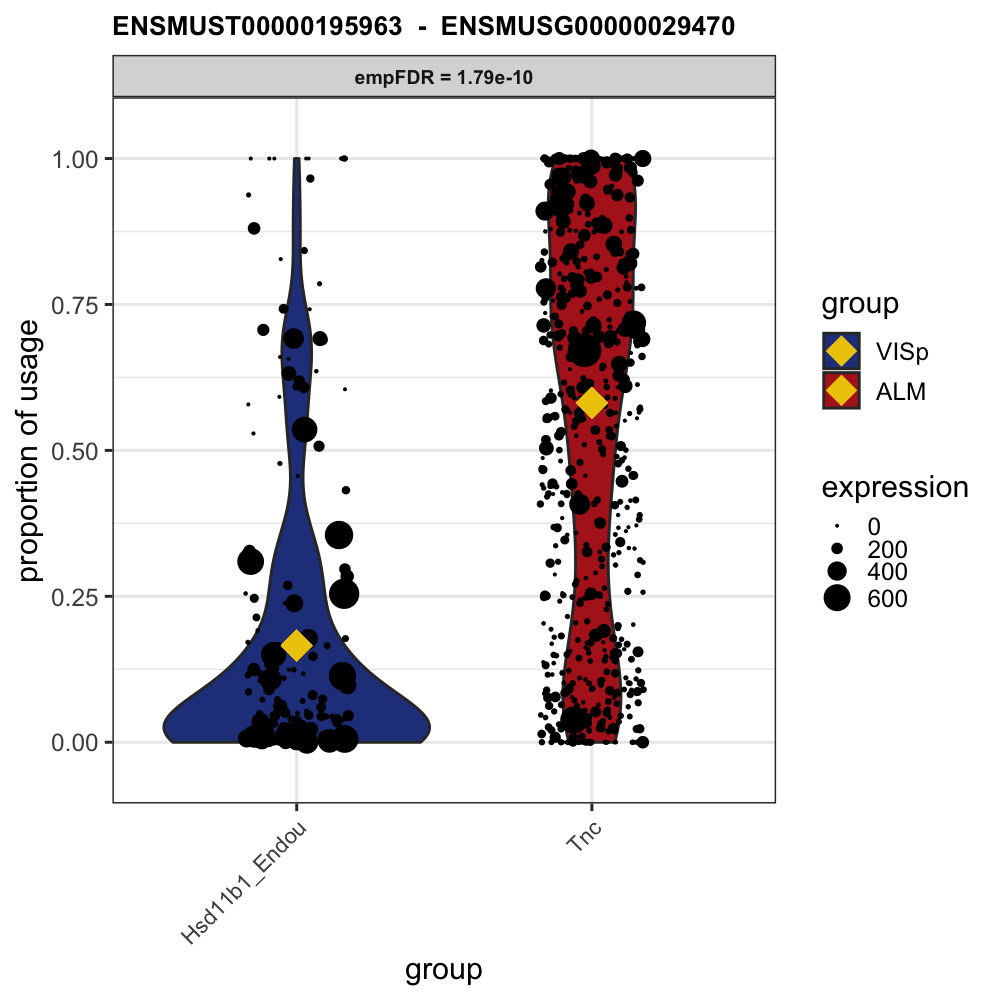 ENSMUST00000195963 - ENSMUSG00000029470
empFDR = 1.79e-10
proportion of usage
1.00
0.75
0.50
0.25
0.00
Hsd11b1_Endou
Tnc
group
group
VISp
ALM
expression
0
200
400
600